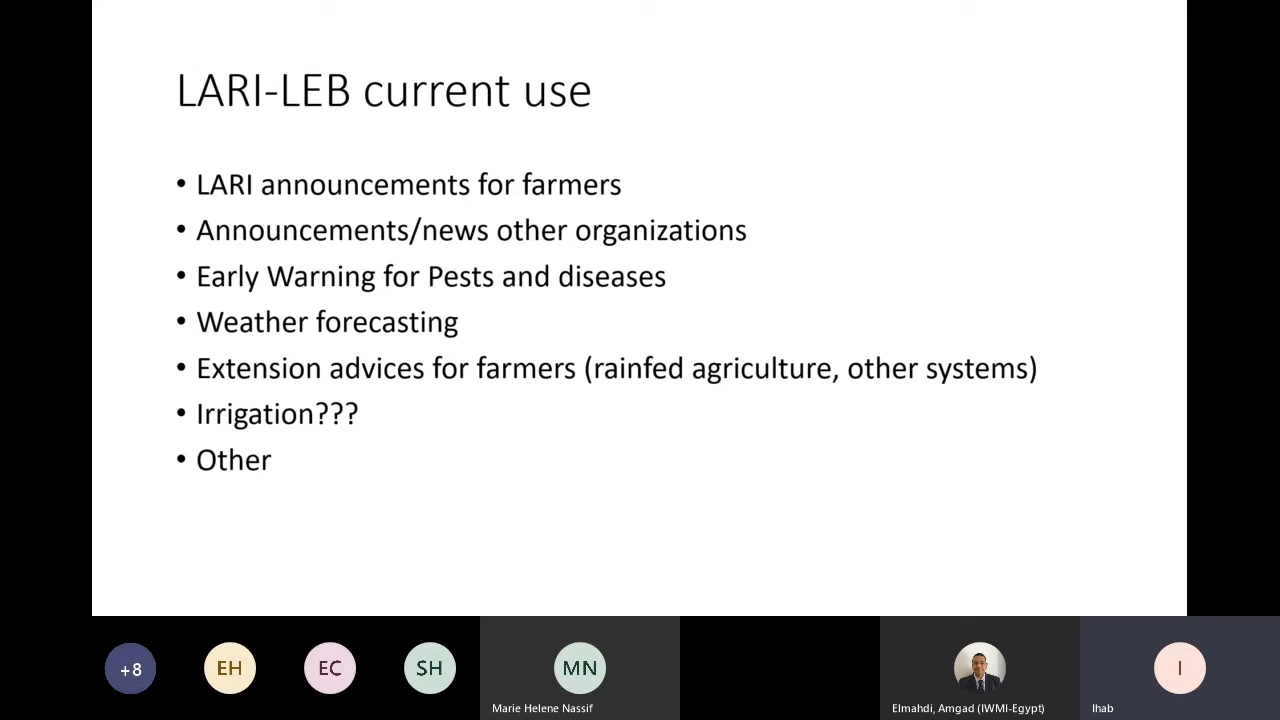 LARI-LEB current use
• LARI announcements for farmers
• Announcements/news other organizations
• Early Warning for Pests and diseases
• Weather forecasting
• Extension advices for farmers (rainfed agriculture, other systems)
• Irrigation???
• Other
+8
EH
EC
SH
MN
I
Marie Helene Nassif
Elmahdi, Amgad (IWMI-Egypt)
Ihab